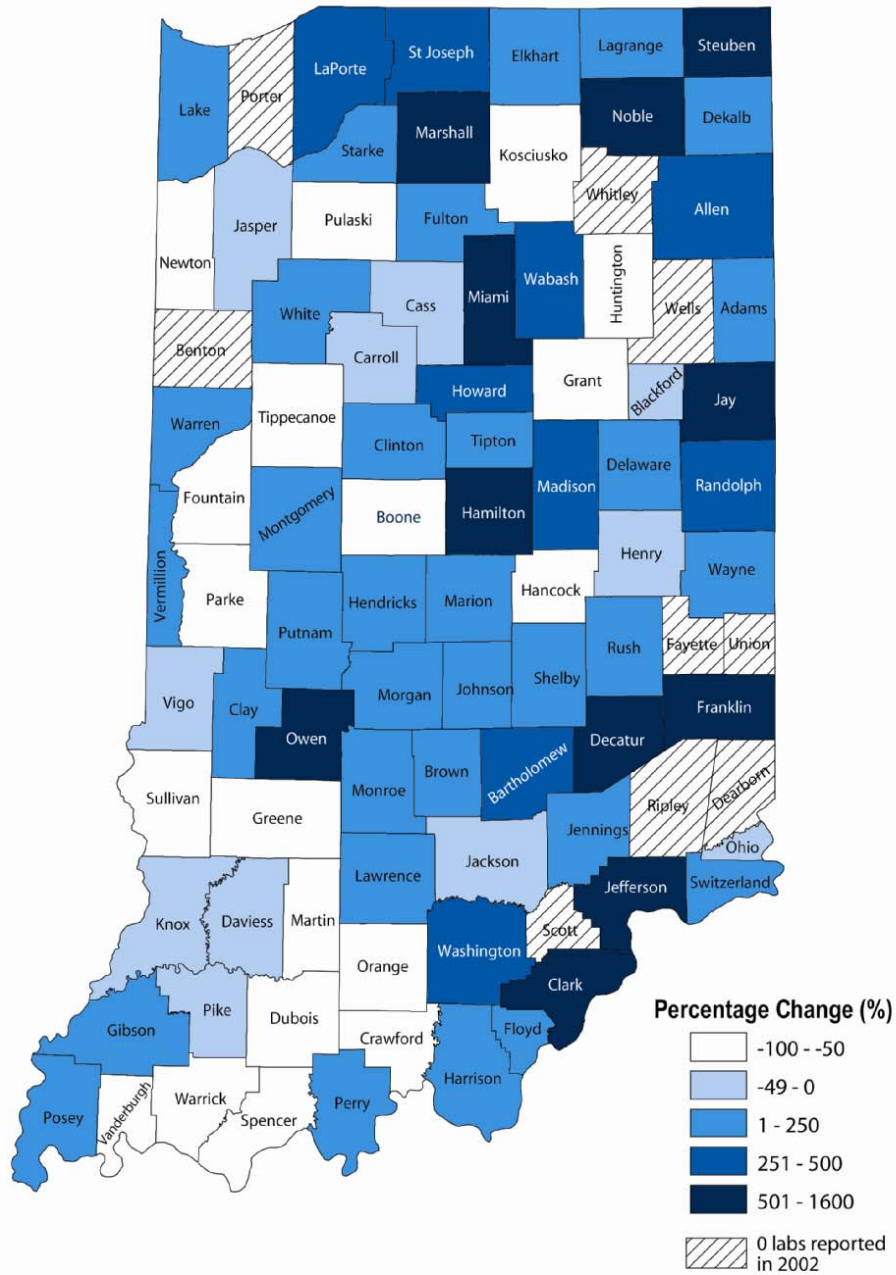 St Joseph
Steuben
LaPorte
Elkhart
Lagrange
Porter
Lake
Noble
Dekalb
Marshall
Starke
Kosciusko
Whitley
Allen
Pulaski
Fulton
Jasper
Newton
Wabash
Huntington
Miami
Cass
White
Wells
Adams
Benton
Carroll
Grant
Blackford
Howard
Jay
Tippecanoe
Warren
Clinton
Tipton
Delaware
Madison
Randolph
Fountain
Montgomery
Boone
Hamilton
Henry
Wayne
Vermillion
Parke
Hendricks
Marion
Hancock
Putnam
Rush
Fayette
Union
Vigo
Clay
Morgan
Johnson
Shelby
Franklin
Owen
Decatur
Bartholomew
Brown
Monroe
Sullivan
Greene
Ripley
Dearborn
Jennings
Ohio
Jackson
Lawrence
Jefferson
Switzerland
Knox
Daviess
Martin
Scott
Washington
Orange
Clark
Pike
Dubois
Gibson
Crawford
Floyd
Harrison
Posey
Vanderburgh
Warrick
Spencer
Perry
Percentage Change (%)
-100 - -50
-49 - 0
1 - 250
251 - 500
501 - 1600
0 labs reported
in 2002